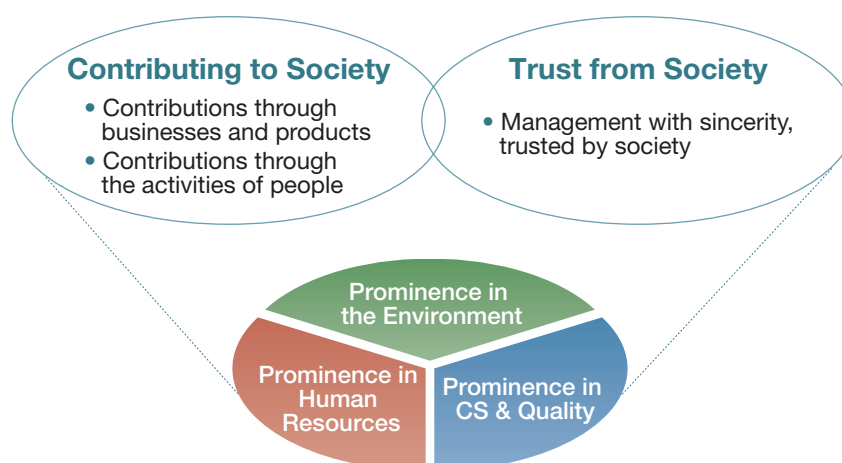 Contributing to Society
• Contributions through
businesses and products
• Contributions through
the activities of people
Trust from Society
• Management with sincerity,
trusted by society
Prominence in
the Environment
Prominence in
Human
Resources
Prominence in
CS & Quality